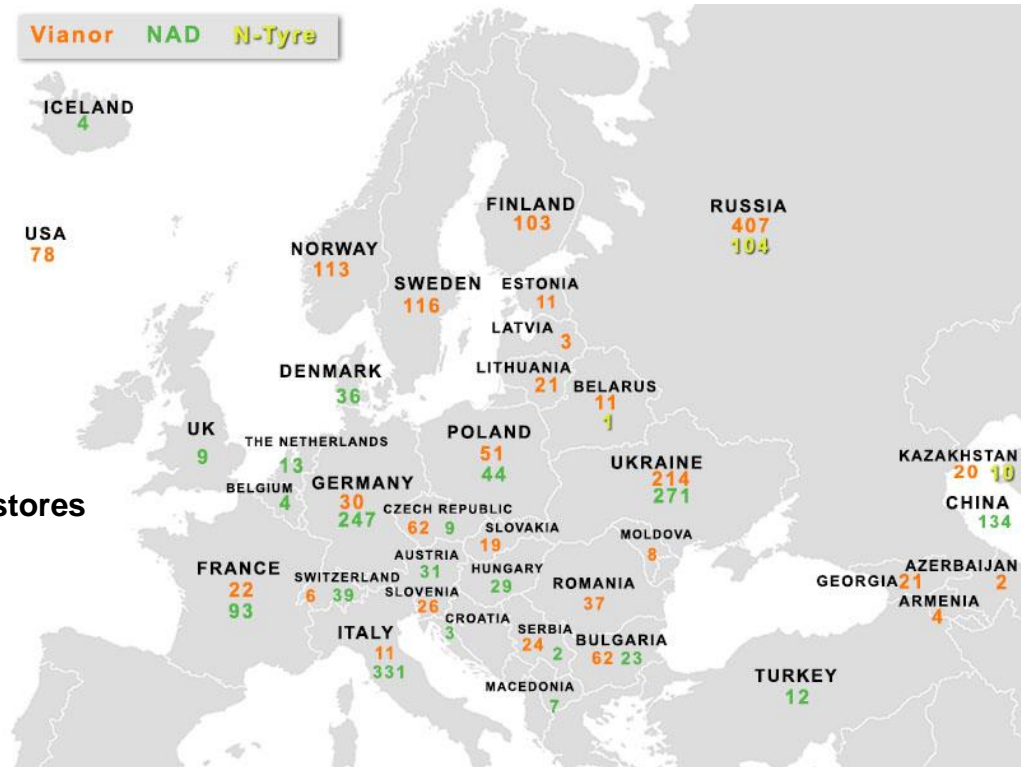 Vianor NAD N-Tyre
ICELAND
4
USA
78
FINLAND
103
RUSSIA
407
104
NORWAY
113
SWEDEN
116
ESTONIA
11
LATVIA
3
LITHUANIA
21
BELARUS
11
1
DENMARK
36
UK
9
THE NETHERLANDS
13
BELGIUM
4
GERMANY
30
247
POLAND
51
44
UKRAINE
214
271
KAZAKHSTAN
20 10
CHINA
134
stores
CZECH REPUBLIC
62 9
SLOVAKIA
19
MOLDOVA
8
FRANCE
22
93
SWITZERLAND
6 39
AUSTRIA
31
HUNGARY
29
SLOVENIA
26
ROMANIA
37
AZERBAIJAN
2
GEORGIA 21
ARMENIA
4
CROATIA
3
ITALY
11
331
SERBIA
24 2
BULGARIA
62 23
MACEDONIA
7
TURKEY
12